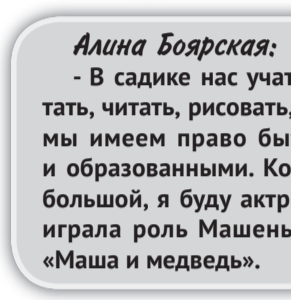 Алина Боярская:
- В садике нас учат
тать, читать, рисовать,
мы имеем право бы
и образованными. Ко
большой, я буду актр
играла роль Машень
«Маша и медведь».